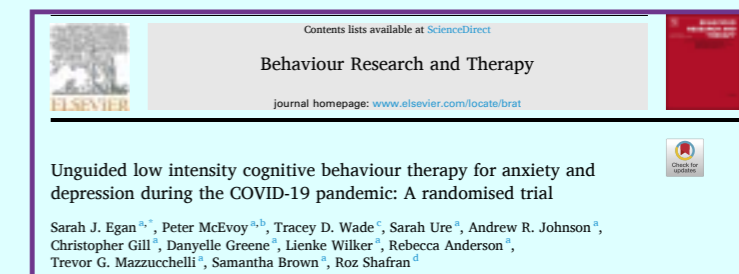 Contents lists available at ScienceDirect
Behaviour Research and Therapy
ELSEVIER
journal homepage: www.elsevier.com/locate/brat
Check for
updates
Unguided low intensity cognitive behaviour therapy for anxiety and
depression during the COVID-19 pandemic: A randomised trial
Sarah J. Egan a,*, Peter McEvoy a,b, Tracey D. Wade c, Sarah Ure a, Andrew R. Johnson a,
Christopher Gill a, Danyelle Greene a, Lienke Wilker a, Rebecca Anderson a,
Trevor G. Mazzucchelli a, Samantha Brown a, Roz Shafran d